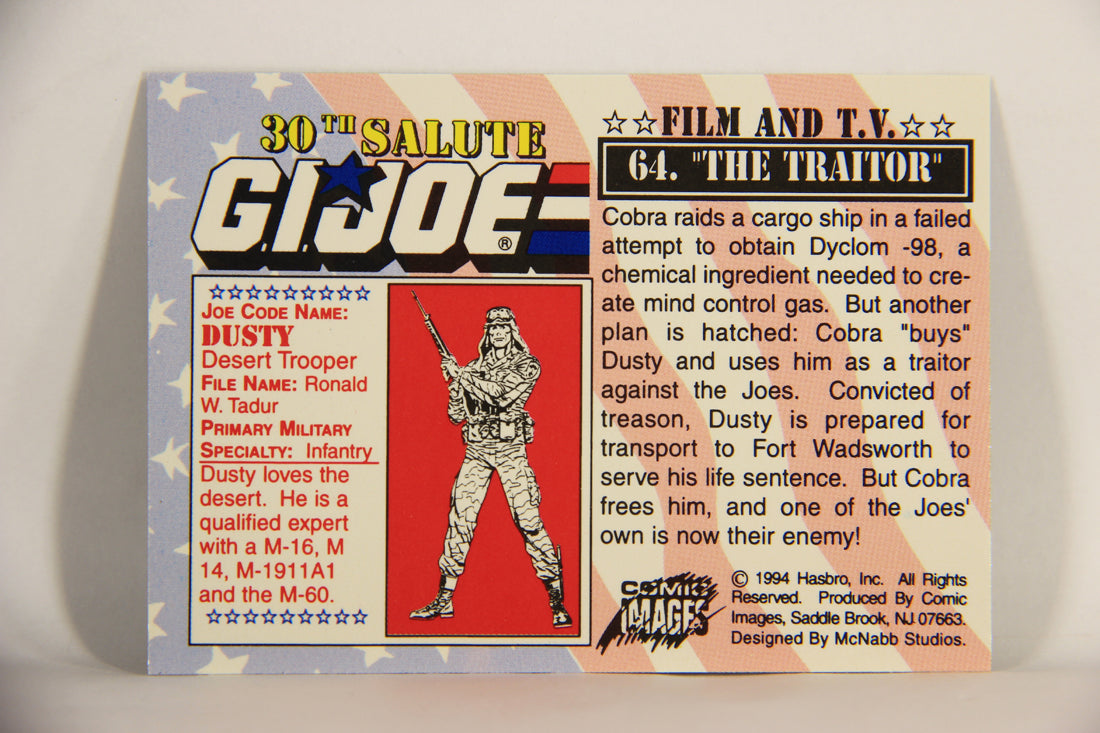 30TH SALUTE
G.I. JOE®
JOE CODE NAME:
DUSTY
Desert Trooper
FILE NAME: Ronald
W. Tadur
PRIMARY MILITARY
SPECIALTY: Infantry
Dusty loves the
desert. He is a
qualified expert
with a M-16, M
14, M-1911A1
and the M-60.
FILM AND T.V.
64. "THE TRAITOR"
Cobra raids a cargo ship in a failed
attempt to obtain Dyclom -98, a
chemical ingredient needed to cre-
ate mind control gas. But another
plan is hatched: Cobra "buys"
Dusty and uses him as a traitor
against the Joes. Convicted of
treason, Dusty is prepared for
transport to Fort Wadsworth to
serve his life sentence. But Cobra
frees him, and one of the Joes'
own is now their enemy!
COMIC
IMAGES
© 1994 Hasbro, Inc. All Rights
Reserved. Produced By Comic
Images, Saddle Brook, NJ 07663.
Designed By McNabb Studios.